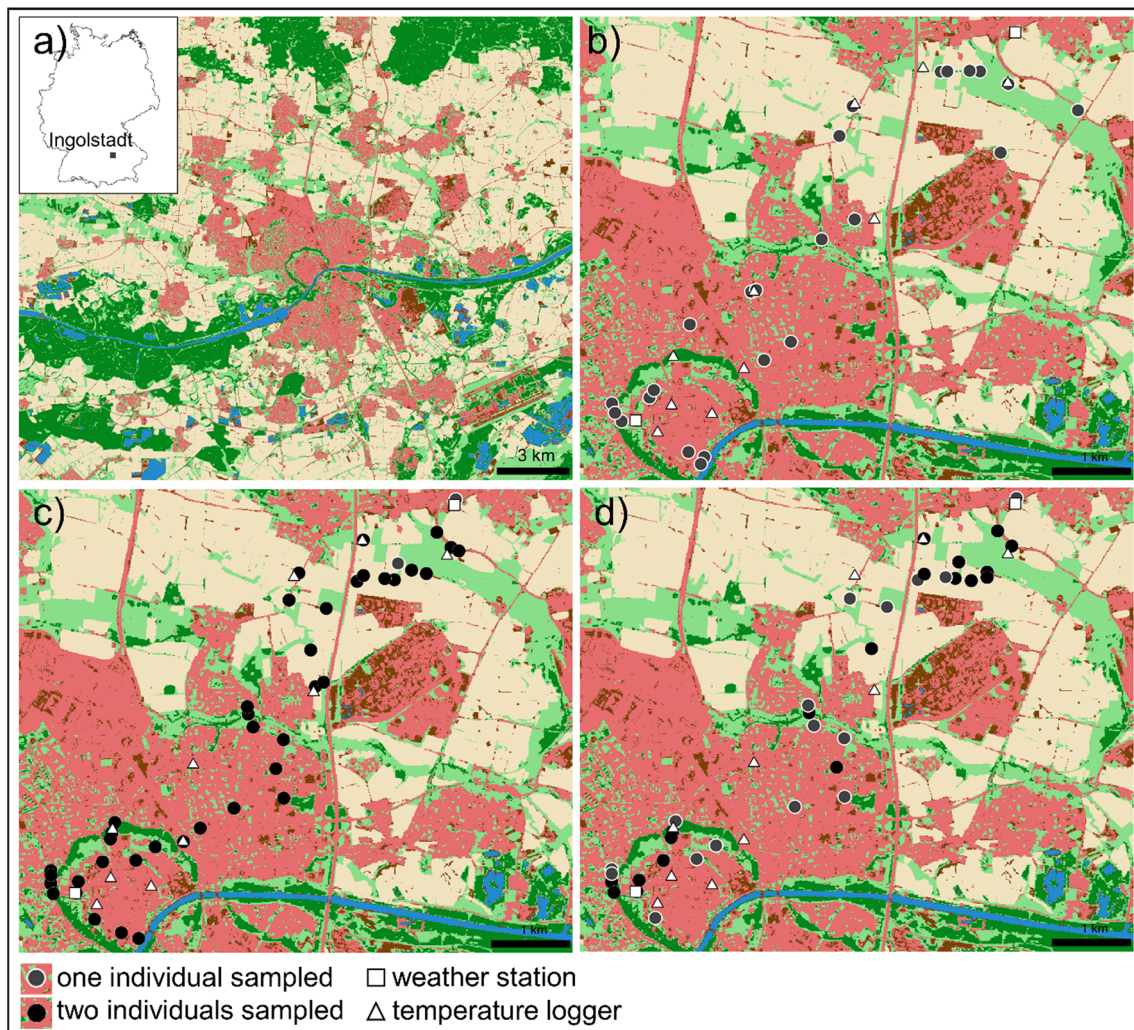 a)
Ingolstadt
3 km
b)
1 km
c)
1 km
d)
1 km
one individual sampled
weather station
two individuals sampled
temperature logger